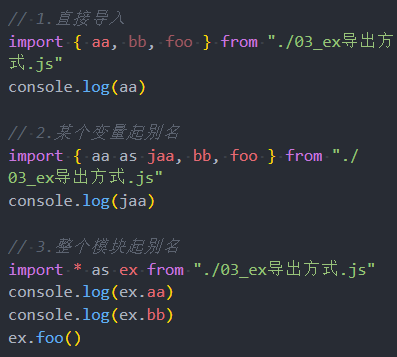 // 1.直接导入
import { aa, bb, foo } from "./03_ex导出方
式.js"
console.log(aa)
// 2.某个变量起别名
import { aa as jaa, bb, foo } from "./
03_ex导出方式.js"
console.log(jaa)
// 3.整个模块起别名
import * as ex from "./03_ex导出方式.js"
console.log(ex.aa)
console.log(ex.bb)
ex.foo()